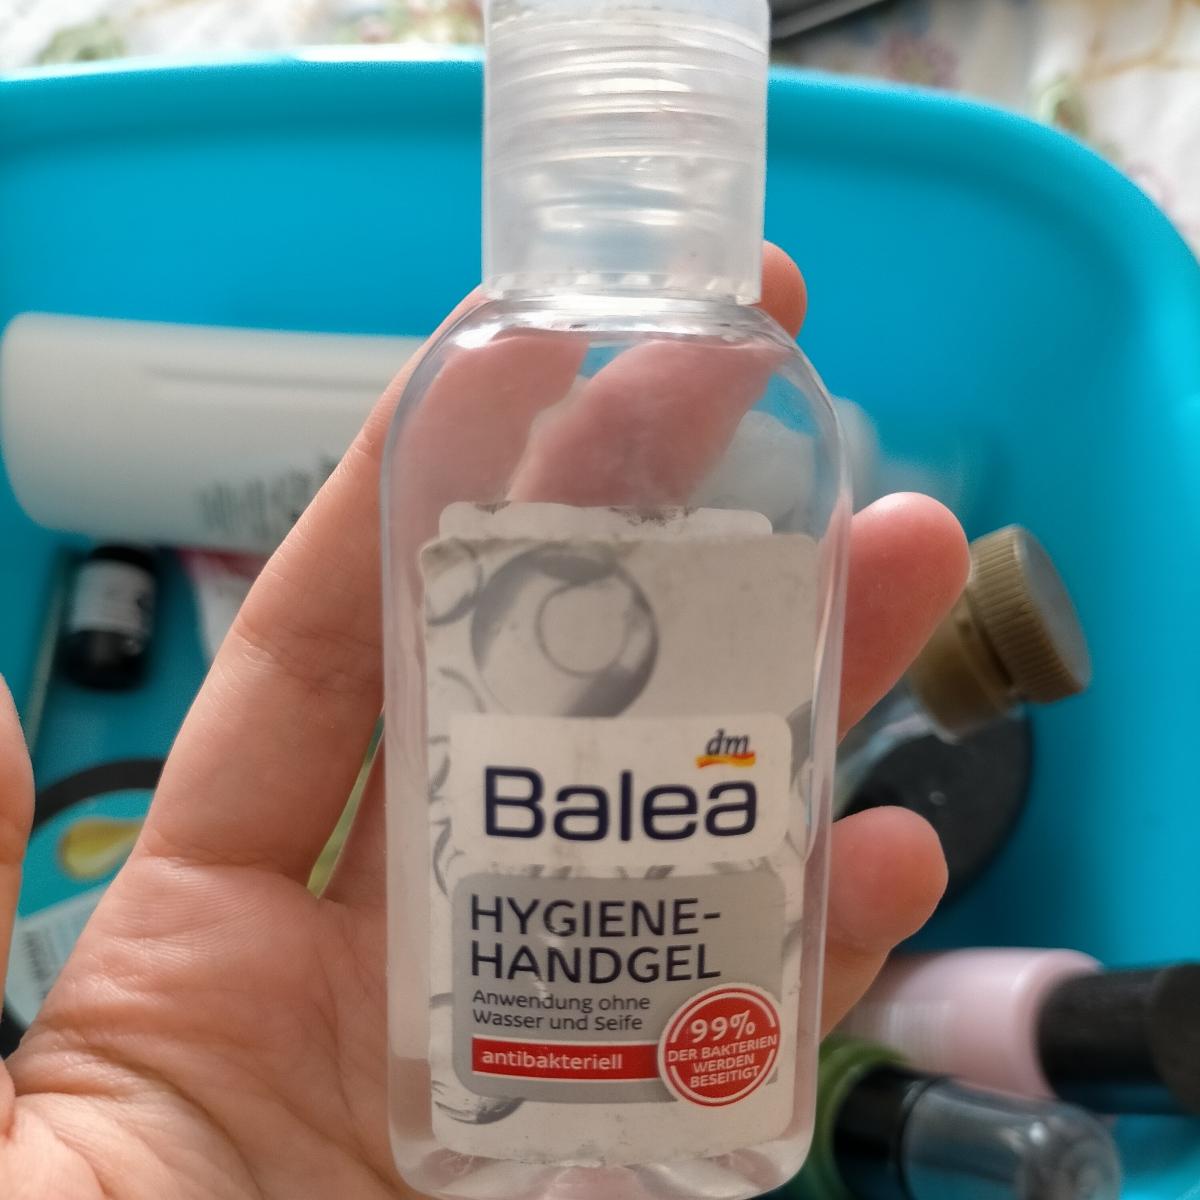 dm
Balea
HYGIENE-
HANDGEL
Anwendung ohne
Wasser und Seife
antibakteriell
99%
DER BAKTERIEN
WERDEN
BESEITIGT